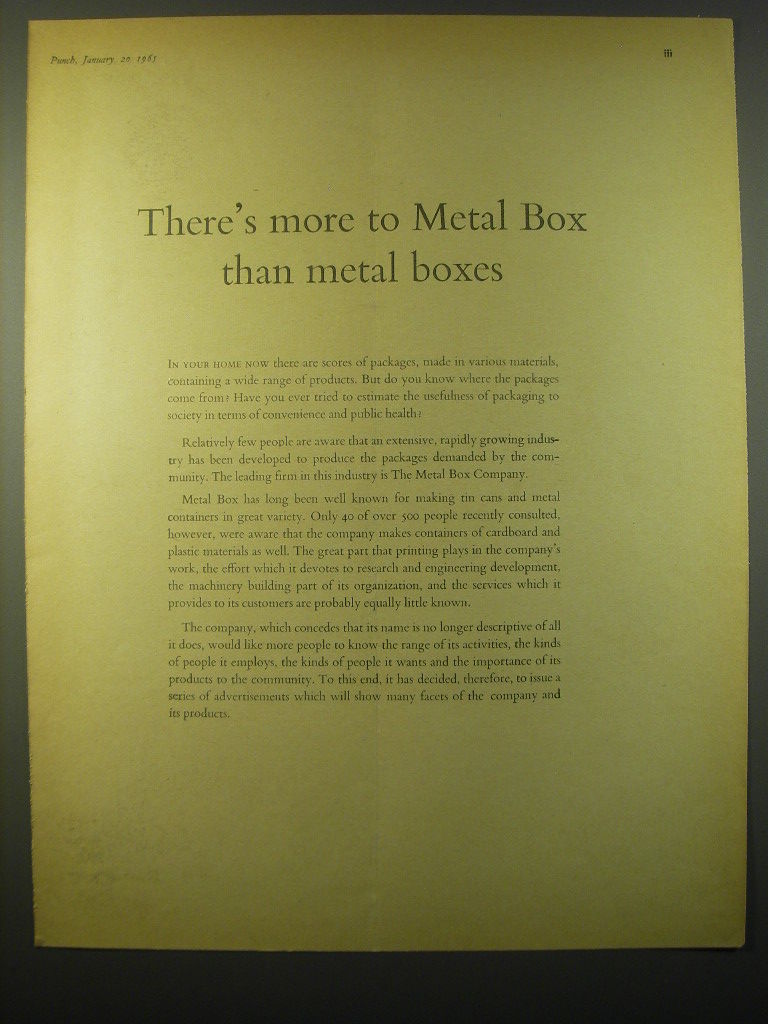 Punch, January 20 1965
iii
There's more to Metal Box
than metal boxes
IN YOUR HOME NOW there are scores of packages, made in various materials,
containing a wide range of products. But do you know where the packages
come from? Have you ever tried to estimate the usefulness of packaging to
society in terms of convenience and public health?
Relatively few people are aware that an extensive, rapidly growing indus-
try has been developed to produce the packages demanded by the com-
munity. The leading firm in this industry is The Metal Box Company.
Metal Box has long been well known for making tin cans and metal
containers in great variety. Only 40 of over 500 people recently consulted,
however, were aware that the company makes containers of cardboard and
plastic materials as well. The great part that printing plays in the company's
work, the effort which it devotes to research and engineering development,
the machinery building part of its organization, and the services which it
provides to its customers are probably equally little known.
The company, which concedes that its name is no longer descriptive of all
it does, would like more people to know the range of its activities, the kinds
of people it employs, the kinds of people it wants and the importance of its
products to the community. To this end, it has decided, therefore, to issue a
series of advertisements which will show many facets of the company and
its products.